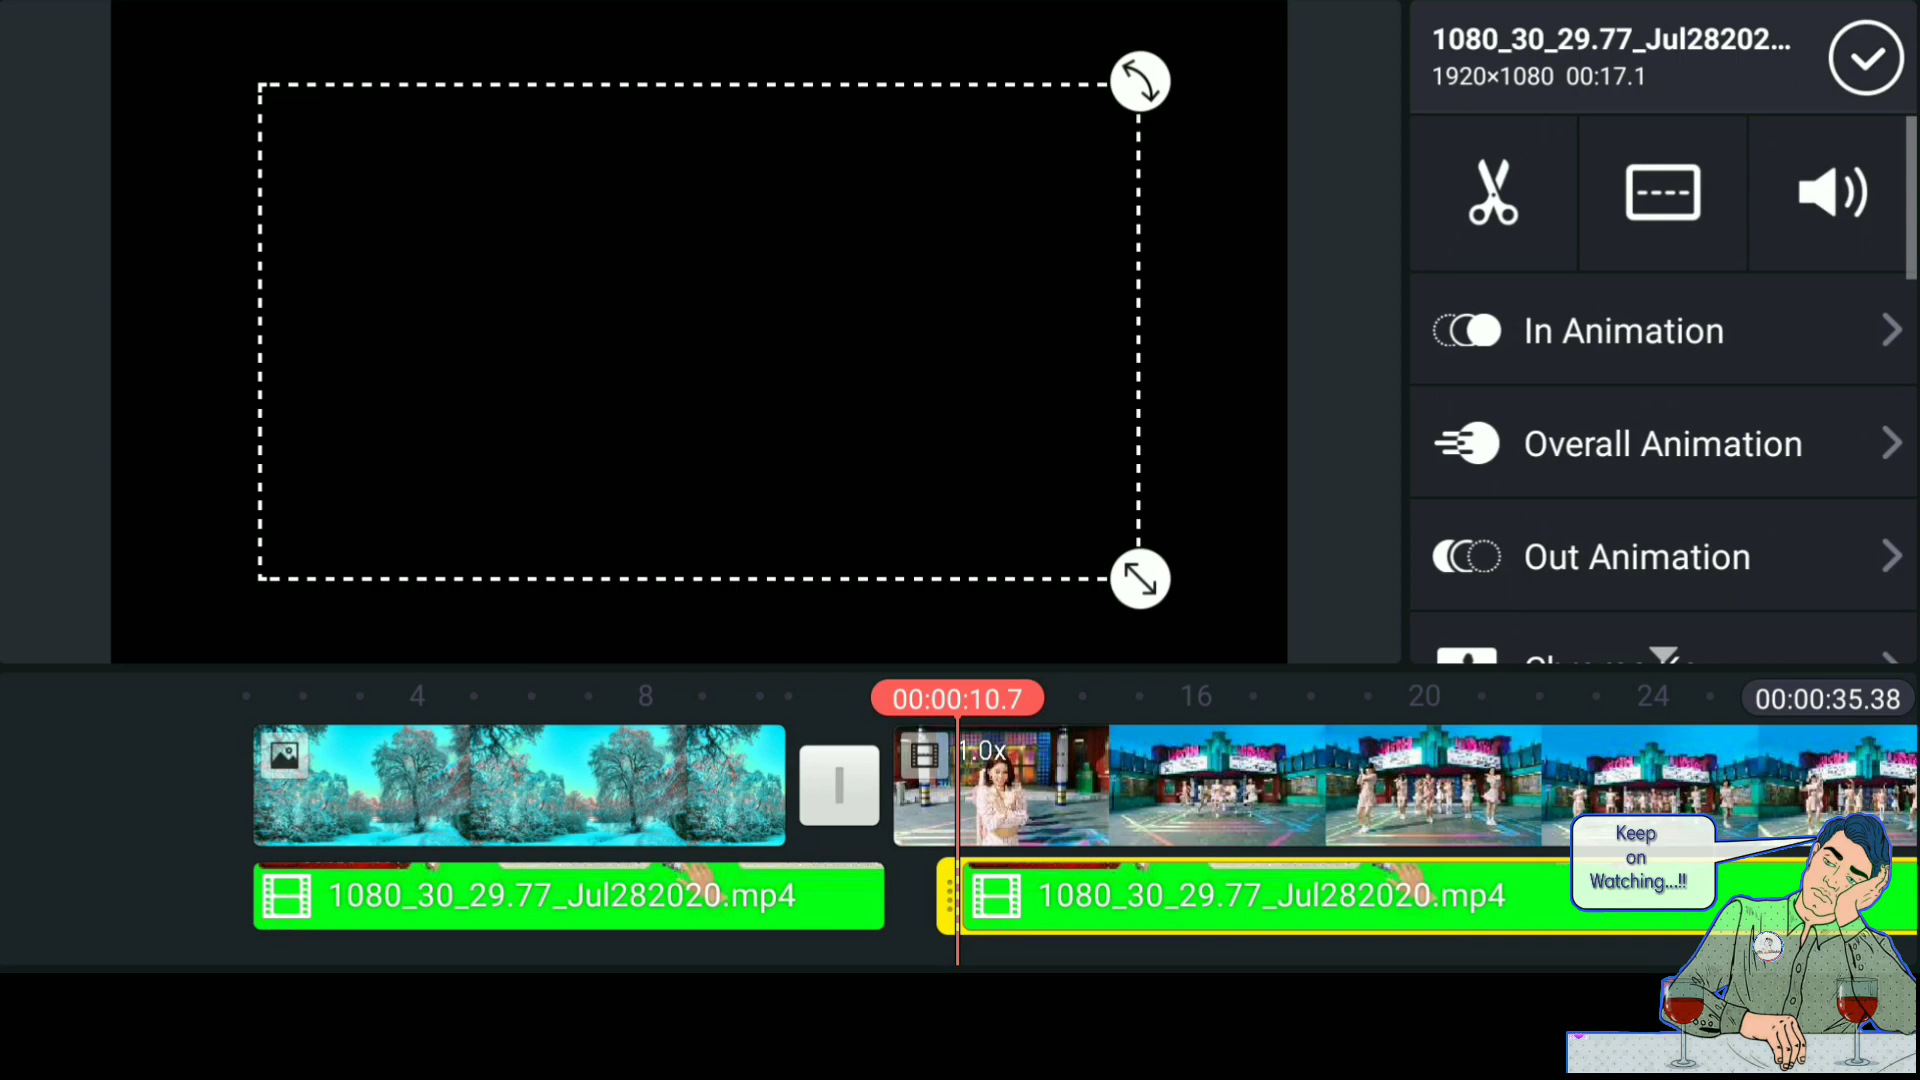 1080_30_29.77_Jul28202...
1920×1080 00:17.1
In Animation
Overall Animation
Out Animation
4
8
00:00:10.7
16
20
24
00:00:35.38
1.0x
1080_30_29.77_Jul282020.mp4
1080_30_29.77_Jul282020.mp4
Keep
on
Watching...!!